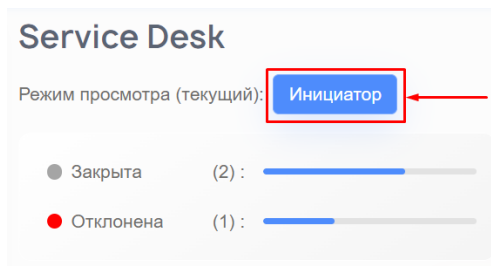 Service Desk
Режим просмотра (текущий): Инициатор
Закрыта (2) :
Отклонена (1) :